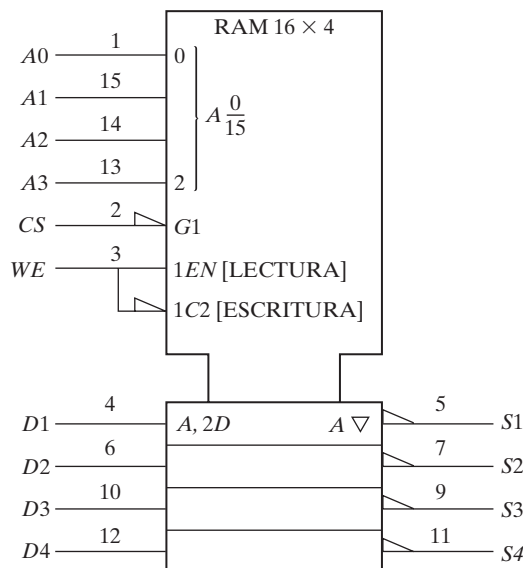 RAM 16 × 4
A0 1 0
A1 15
A 0/15
A2 14
A3 13 2
CS 2 G1
WE 3 1EN [LECTURA]
1C2 [ESCRITURA]
D1 4 A, 2D A ▽ 5 S1
D2 6 7 S2
D3 10 9 S3
D4 12 11 S4